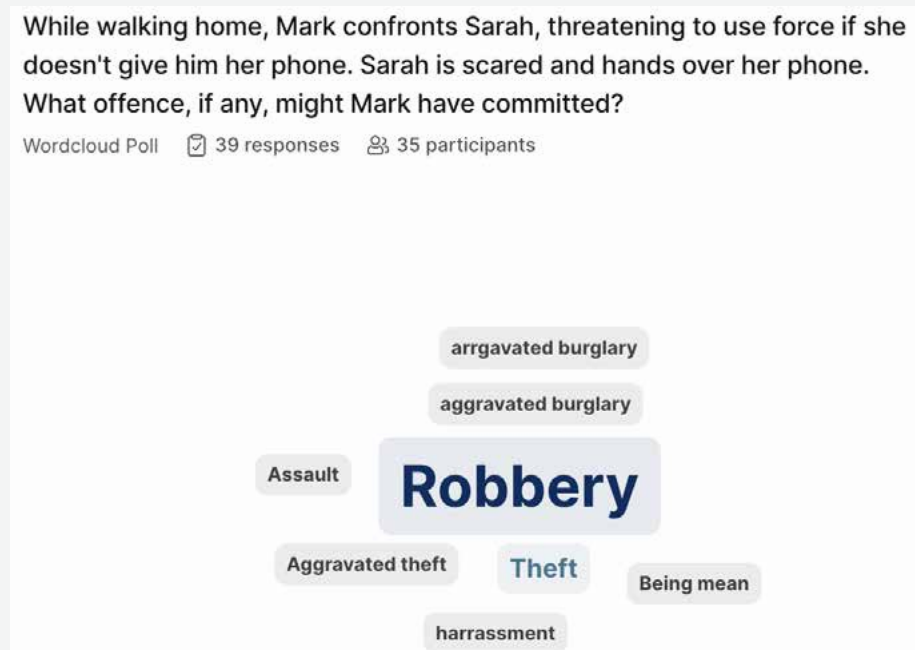 While walking home, Mark confronts Sarah, threatening to use force if she
doesn't give him her phone. Sarah is scared and hands over her phone.
What offence, if any, might Mark have committed?
Wordcloud Poll 39 responses 35 participants
arrgavated burglary
aggravated burglary
Assault
Robbery
Aggravated theft
Theft
Being mean
harrassment